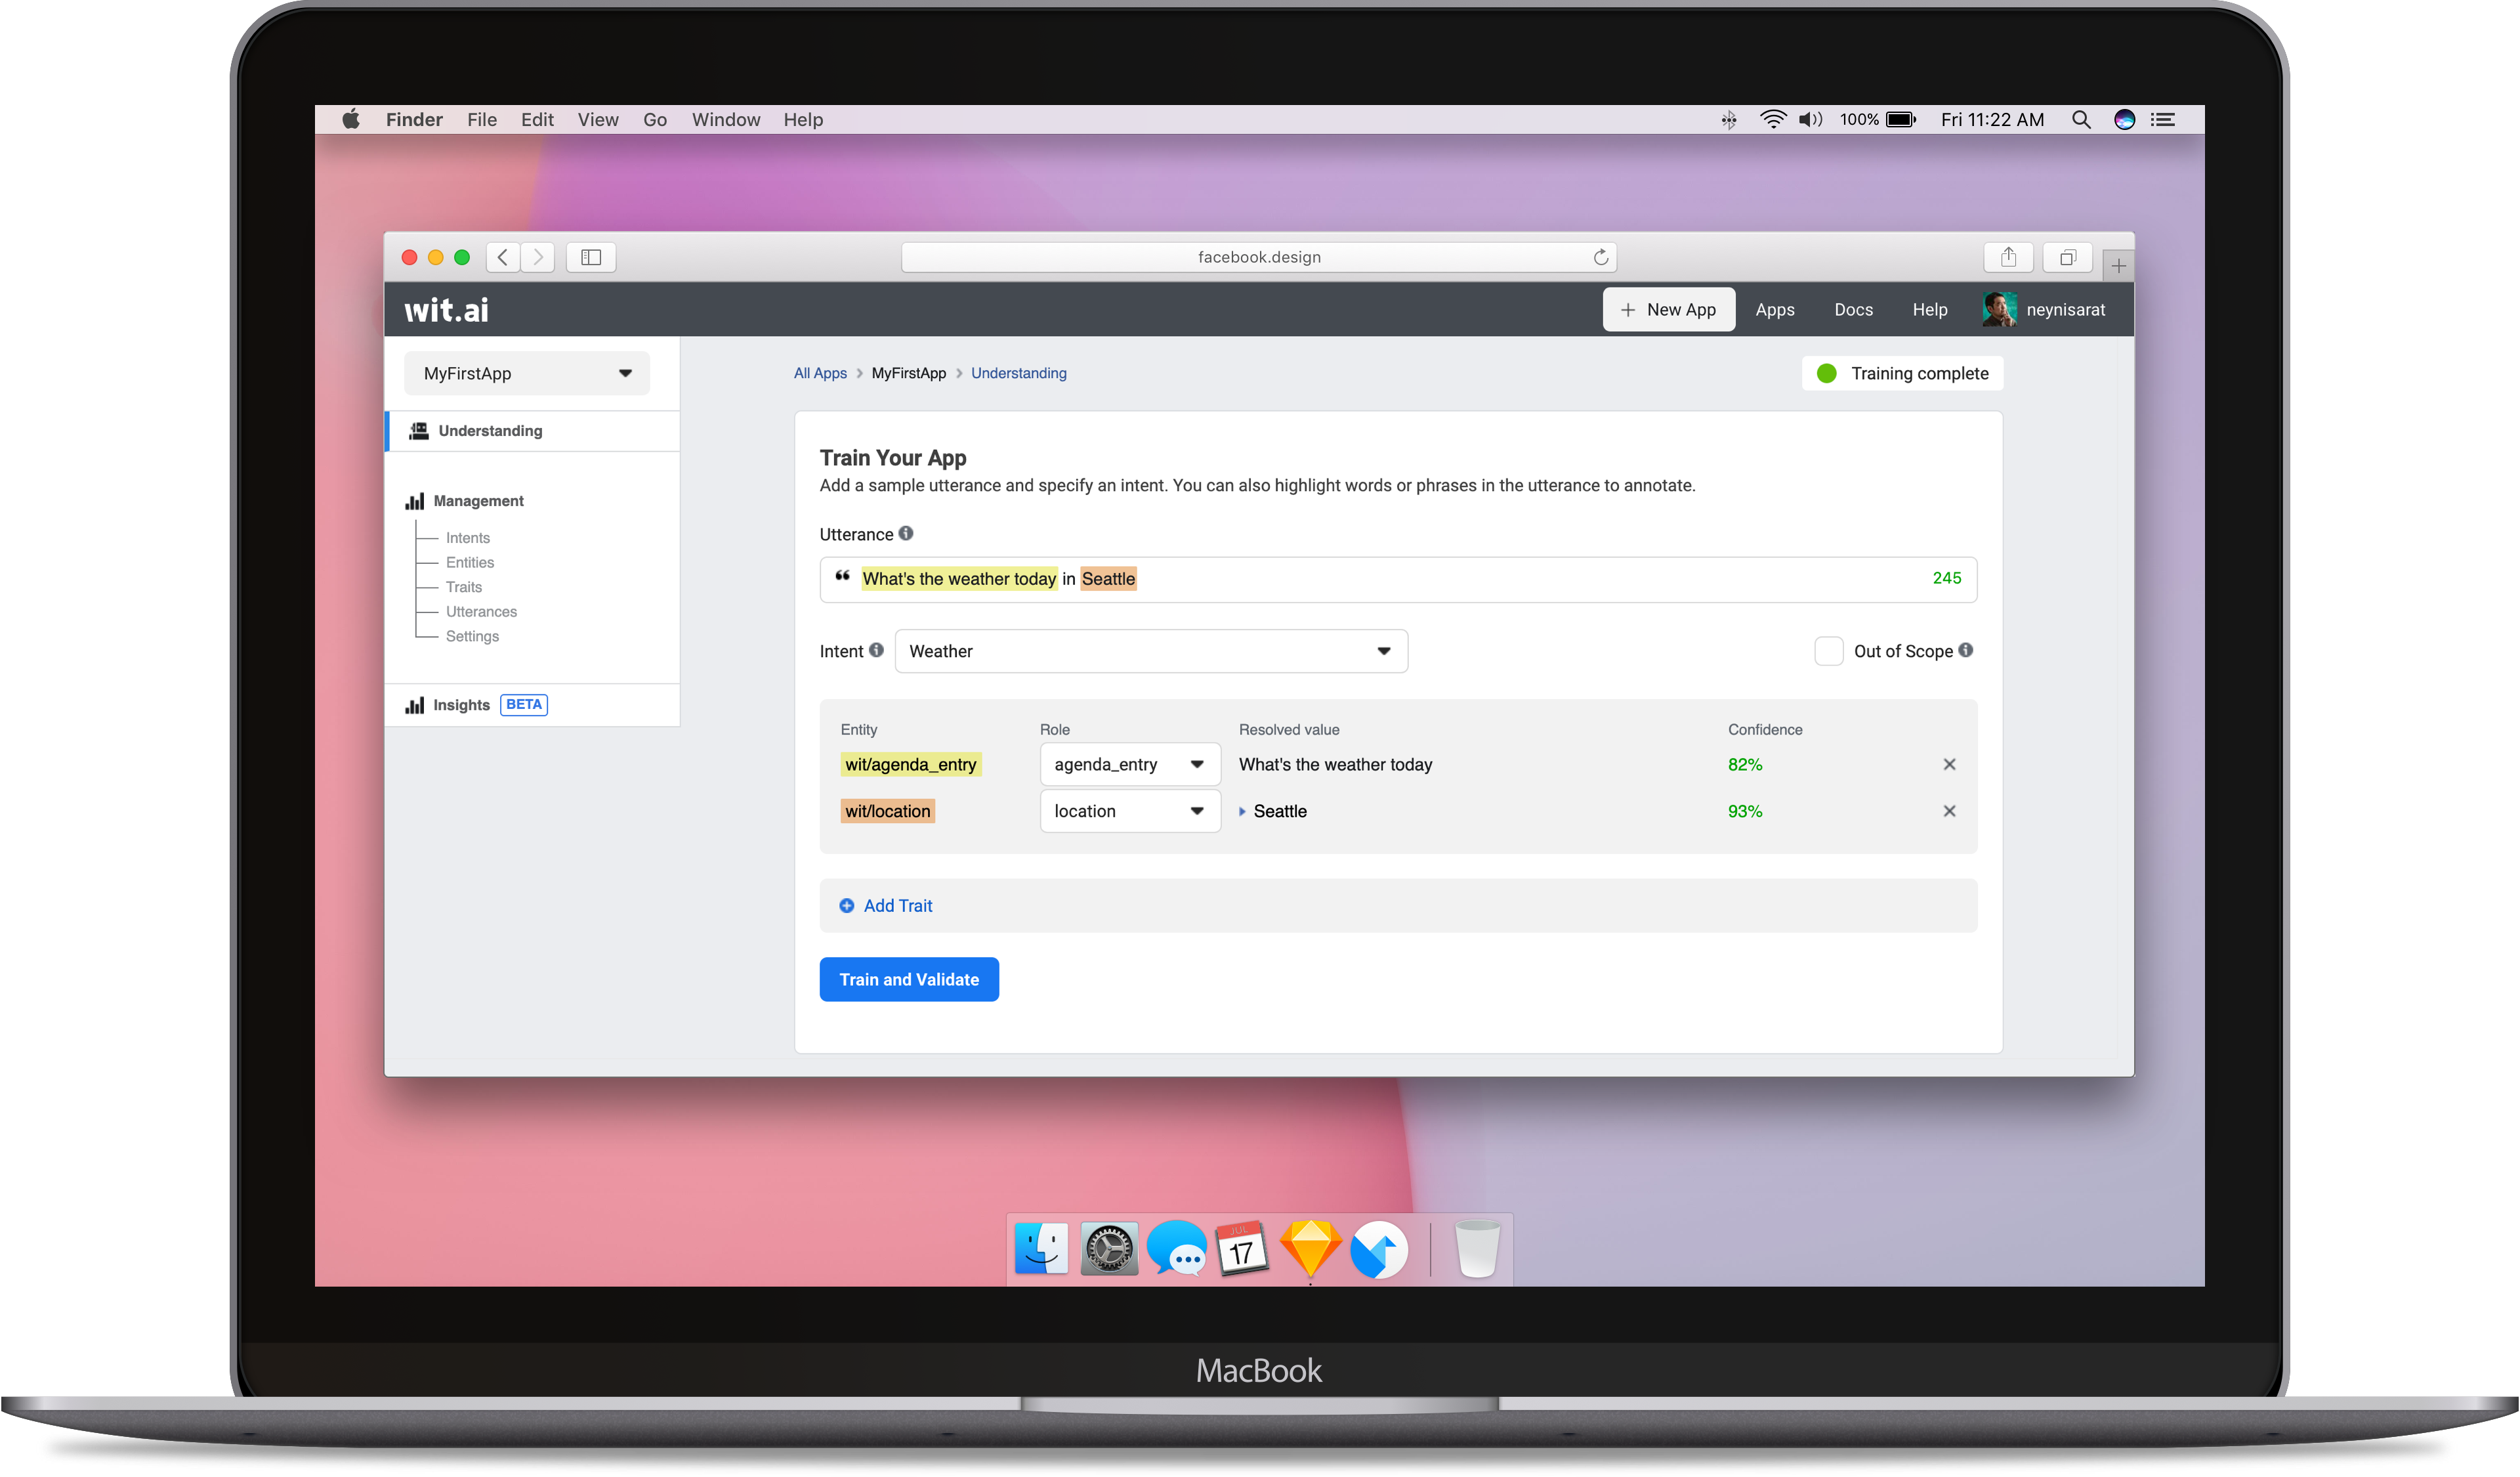 Finder File Edit View Go Window Help 100% Fri 11:22 AM
facebook.design
wit.ai
+ New App Apps Docs Help neynisarat
MyFirstApp
All Apps > MyFirstApp > Understanding
Training complete
Understanding
Management
Intents
Entities
Traits
Utterances
Settings
Insights BETA
Train Your App
Add a sample utterance and specify an intent. You can also highlight words or phrases in the utterance to annotate.
Utterance
“ What's the weather today in Seattle 245
Intent Weather Out of Scope
Entity Role Resolved value Confidence
wit/agenda_entry agenda_entry What's the weather today 82%
wit/location location Seattle 93%
Add Trait
Train and Validate
JUL
17
MacBook